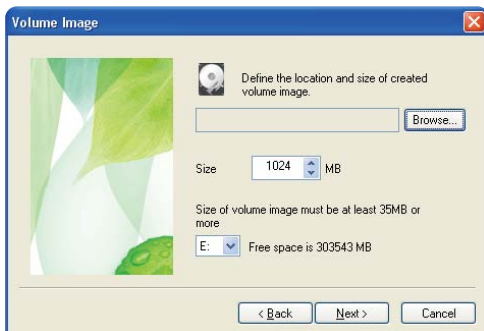 Volume Image
Define the location and size of created
volume image.
Browse...
Size 1024 MB
Size of volume image must be at least 35MB or
more
E: Free space is 303543 MB
< Back Next > Cancel